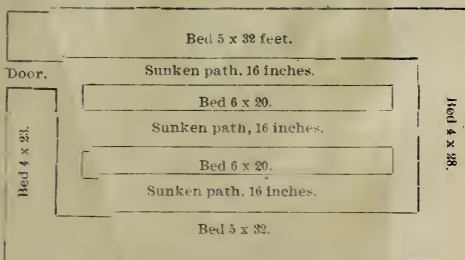 Bed 5 x 32 feet.
Sunken path, 16 inches.
Door.
Bed 6 x 20.
Sunken path, 16 inches.
Bed 4 x 23.
Bed 4 x 28.
Bed 6 x 20.
Sunken path, 16 inches.
Bed 5 x 32.